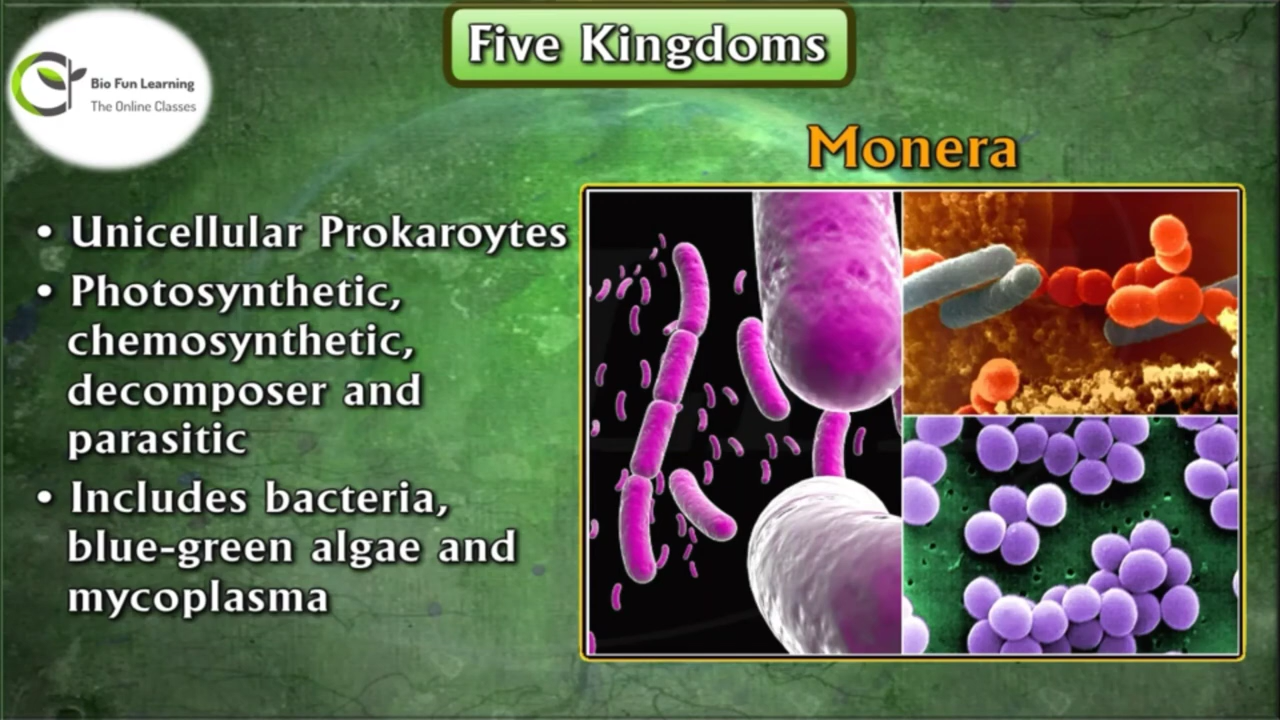 Five Kingdoms
Bio Fun Learning
The Online Classes
Monera
• Unicellular Prokaroytes
• Photosynthetic,
chemosynthetic,
decomposer and
parasitic
• Includes bacteria,
blue-green algae and
mycoplasma